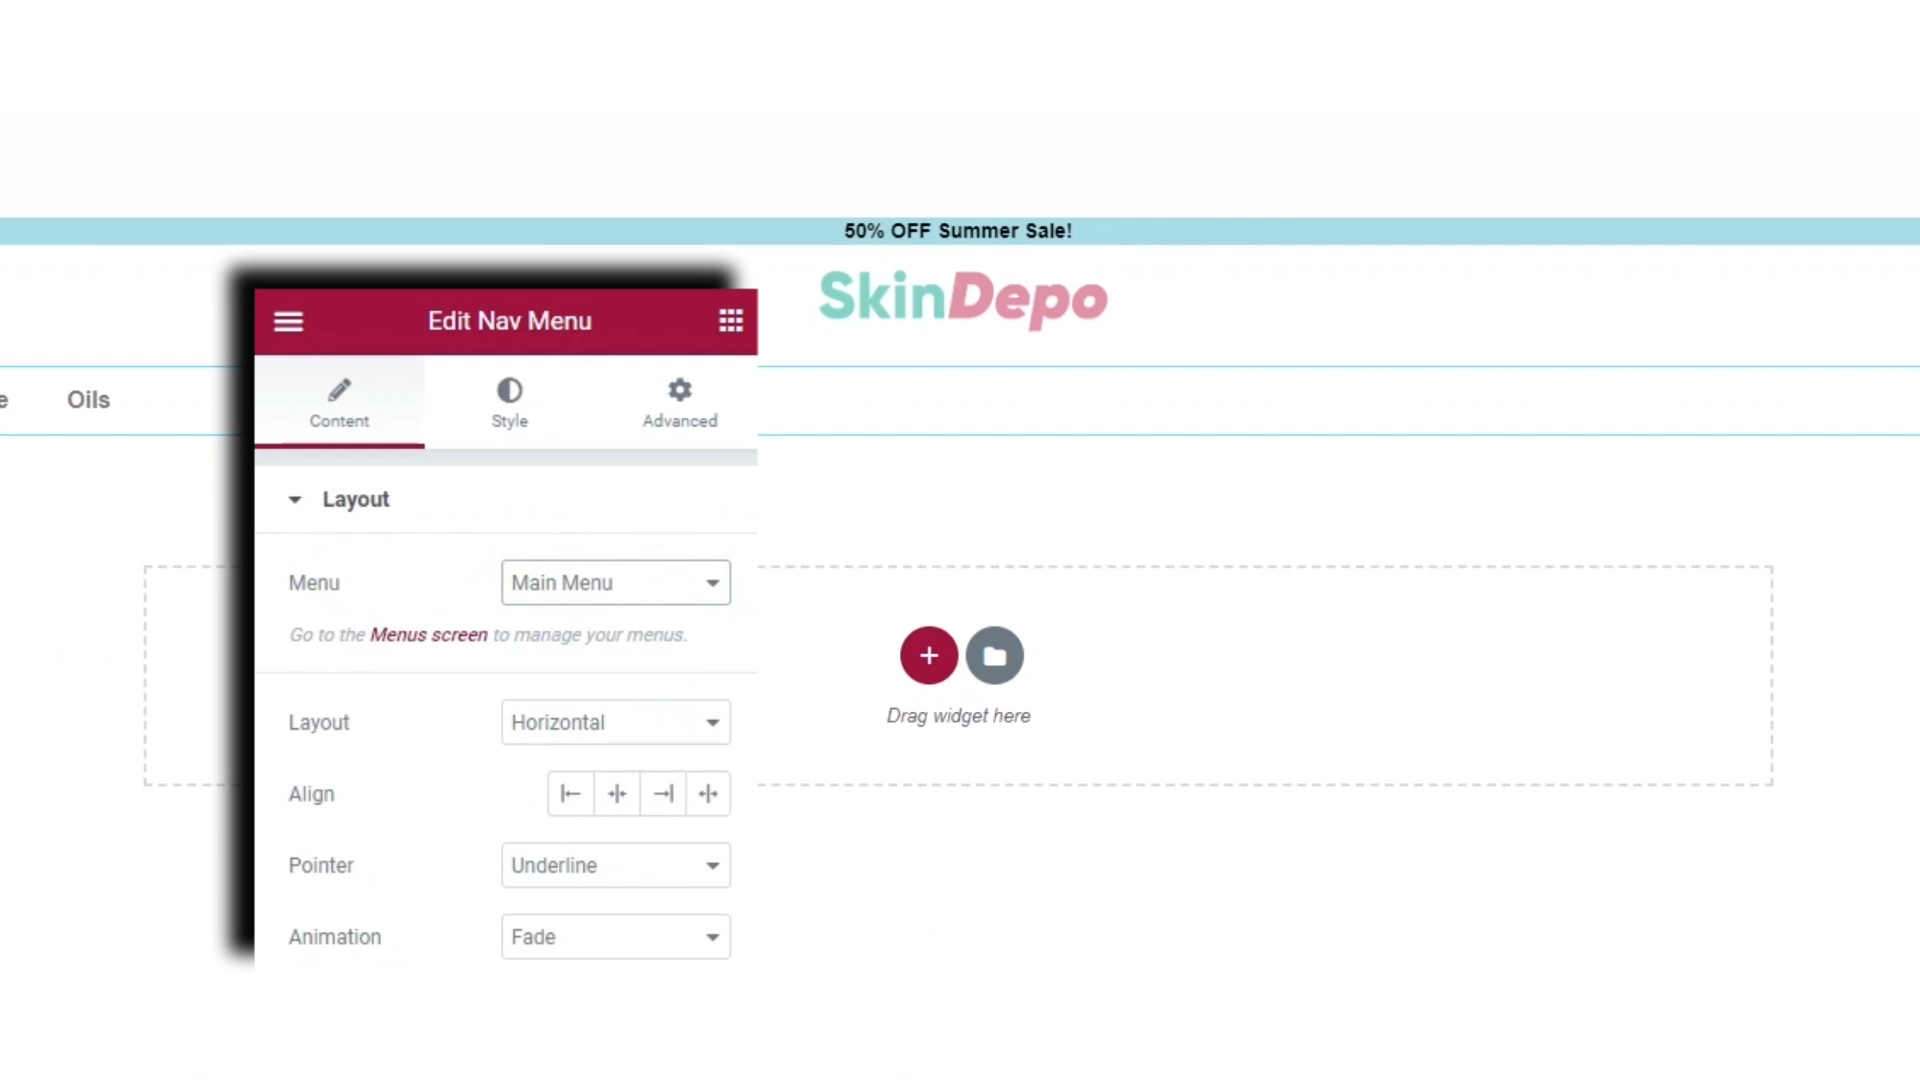 50% OFF Summer Sale!
SkinDepo
Edit Nav Menu
e Oils
Content Style Advanced
Layout
Menu Main Menu
Go to the Menus screen to manage your menus.
Layout Horizontal
Drag widget here
Align
Pointer Underline
Animation Fade